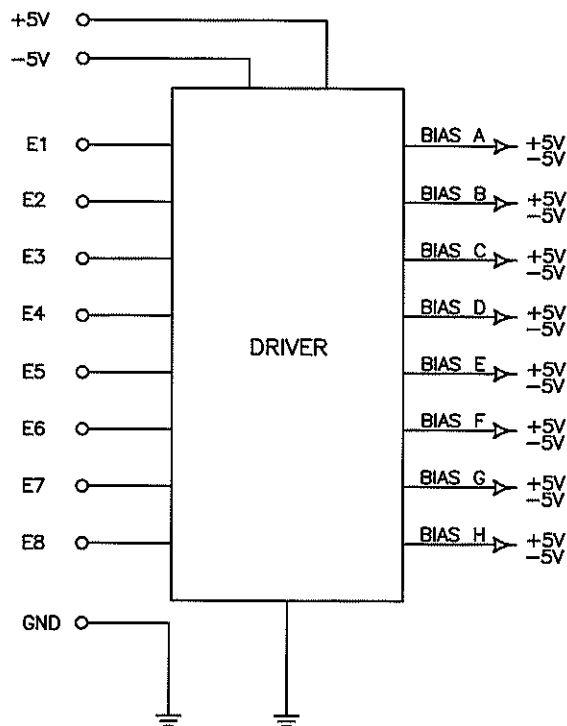 +5V
-5V
E1
BIAS A
+5V
-5V
E2
BIAS B
+5V
-5V
E3
BIAS C
+5V
-5V
E4
BIAS D
+5V
-5V
DRIVER
E5
BIAS E
+5V
-5V
E6
BIAS F
+5V
-5V
E7
BIAS G
+5V
-5V
E8
BIAS H
+5V
-5V
GND